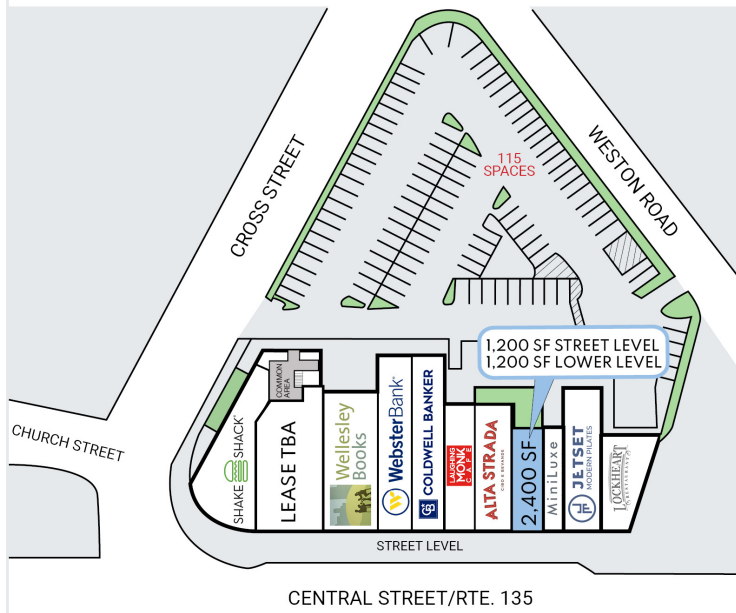 CROSS STREET
WESTON ROAD
115
SPACES
1,200 SF STREET LEVEL
1,200 SF LOWER LEVEL
CHURCH STREET
SHAKE SHACK
COMMON
AREA
LEASE TBA
Wellesley
Books
WebsterBank
COLDWELL BANKER
CB
LAUGHING
MONK
CAFE
ALTA STRADA
2,400 SF
MiniLuxe
JETSET
MODERN PILATES
LOCKHEART
STREET LEVEL
CENTRAL STREET/RTE. 135